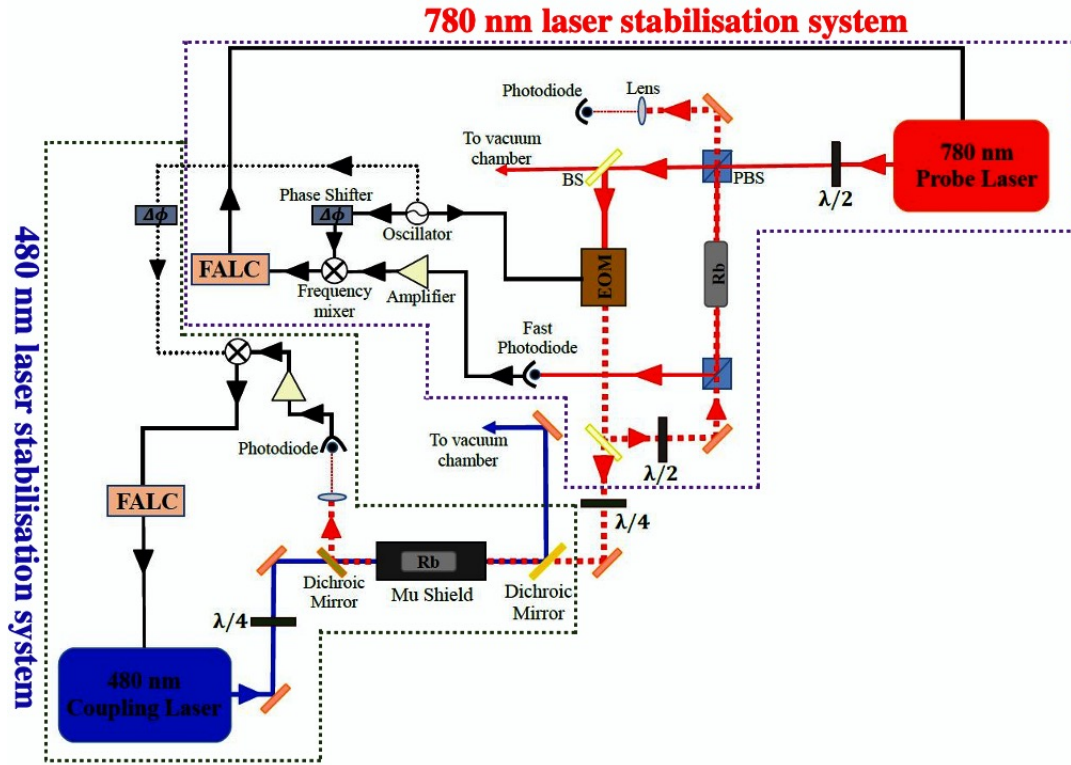 780 nm laser stabilisation system
Photodiode
Lens
To vacuum
chamber
BS
PBS
λ/2
780 nm
Probe Laser
Phase Shifter
Δϕ
Δϕ
Oscillator
FALC
Frequency
mixer
Amplifier
EOM
Rb
Fast
Photodiode
480 nm laser stabilisation system
To vacuum
chamber
Photodiode
λ/2
FALC
λ/4
Rb
Dichroic
Mirror
Mu Shield
Dichroic
Mirror
λ/4
480 nm
Coupling Laser